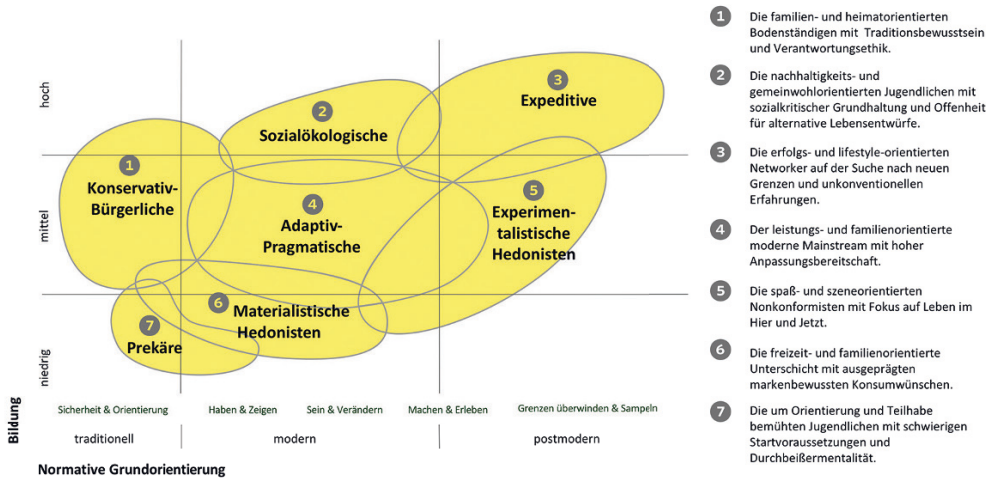 hoch
mittel
niedrig
Bildung
1
Konservativ-
Bürgerliche
2
Sozialökologische
3
Expeditive
4
Adaptiv-
Pragmatische
5
Experimen-
talistische
Hedonisten
6
Materialistische
Hedonisten
7
Prekäre
Sicherheit & Orientierung
Haben & Zeigen
Sein & Verändern
Machen & Erleben
Grenzen überwinden & Sampeln
traditionell
modern
postmodern
Normative Grundorientierung
1
Die familien- und heimatorientierten
Bodenständigen mit Traditionsbewusstsein
und Verantwortungsethik.
2
Die nachhaltigkeits- und
gemeinwohlorientierten Jugendlichen mit
sozialkritischer Grundhaltung und Offenheit
für alternative Lebensentwürfe.
3
Die erfolgs- und lifestyle-orientierten
Networker auf der Suche nach neuen
Grenzen und unkonventionellen
Erfahrungen.
4
Der leistungs- und familienorientierte
moderne Mainstream mit hoher
Anpassungsbereitschaft.
5
Die spaß- und szeneorientierten
Nonkonformisten mit Fokus auf Leben im
Hier und Jetzt.
6
Die freizeit- und familienorientierte
Unterschicht mit ausgeprägten
markenbewussten Konsumwünschen.
7
Die um Orientierung und Teilhabe
bemühten Jugendlichen mit schwierigen
Startvoraussetzungen und
Durchbeißermentalität.